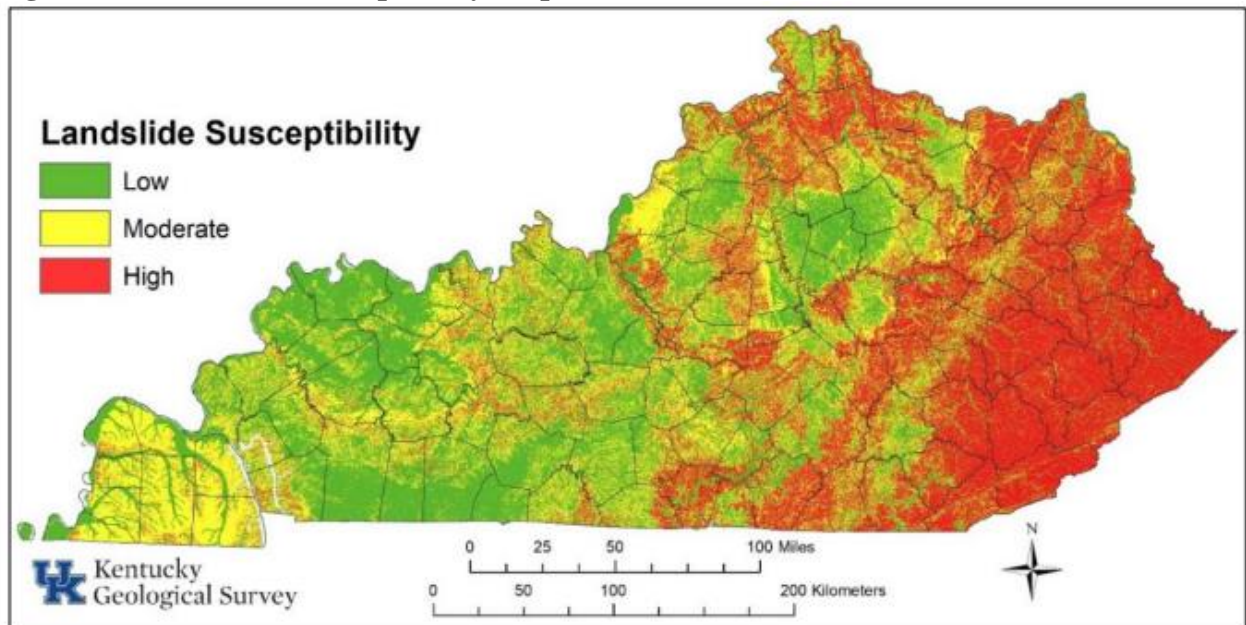 Landslide Susceptibility
Low
Moderate
High
N
0 25 50 100 Miles
0 50 100 200 Kilometers
UK Kentucky
Geological Survey